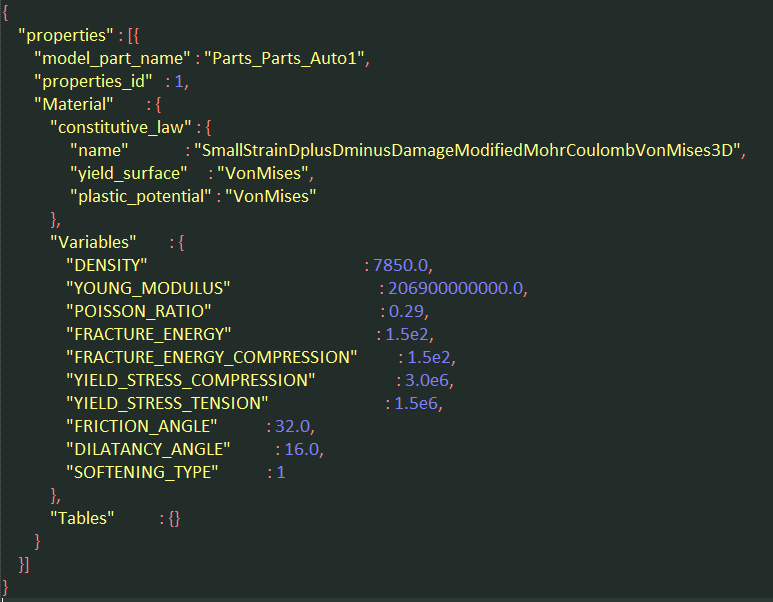 {
"properties" : [{
"model_part_name" : "Parts_Parts_Auto1",
"properties_id" : 1,
"Material" : {
"constitutive_law" : {
"name" : "SmallStrainDplusDminusDamageModifiedMohrCoulombVonMises3D",
"yield_surface" : "VonMises",
"plastic_potential" : "VonMises"
},
"Variables" : {
"DENSITY" : 7850.0,
"YOUNG_MODULUS" : 206900000000.0,
"POISSON_RATIO" : 0.29,
"FRACTURE_ENERGY" : 1.5e2,
"FRACTURE_ENERGY_COMPRESSION" : 1.5e2,
"YIELD_STRESS_COMPRESSION" : 3.0e6,
"YIELD_STRESS_TENSION" : 1.5e6,
"FRICTION_ANGLE" : 32.0,
"DILATANCY_ANGLE" : 16.0,
"SOFTENING_TYPE" : 1
},
"Tables" : {}
}
}]
}